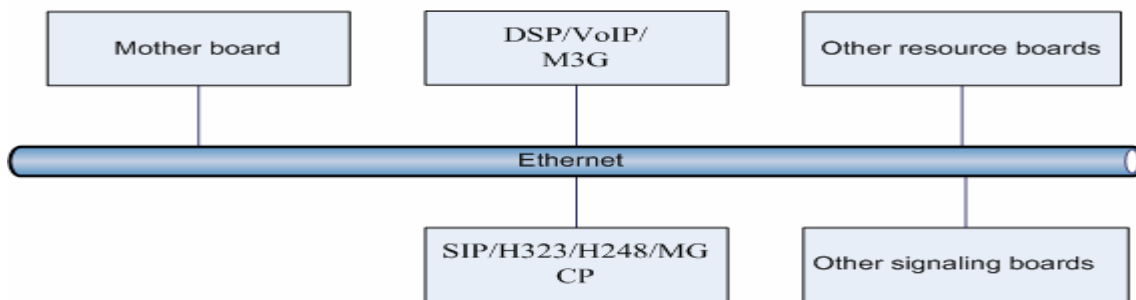 Mother board
DSP/VoIP/
M3G
Other resource boards
Ethernet
SIP/H323/H248/MG
CP
Other signaling boards